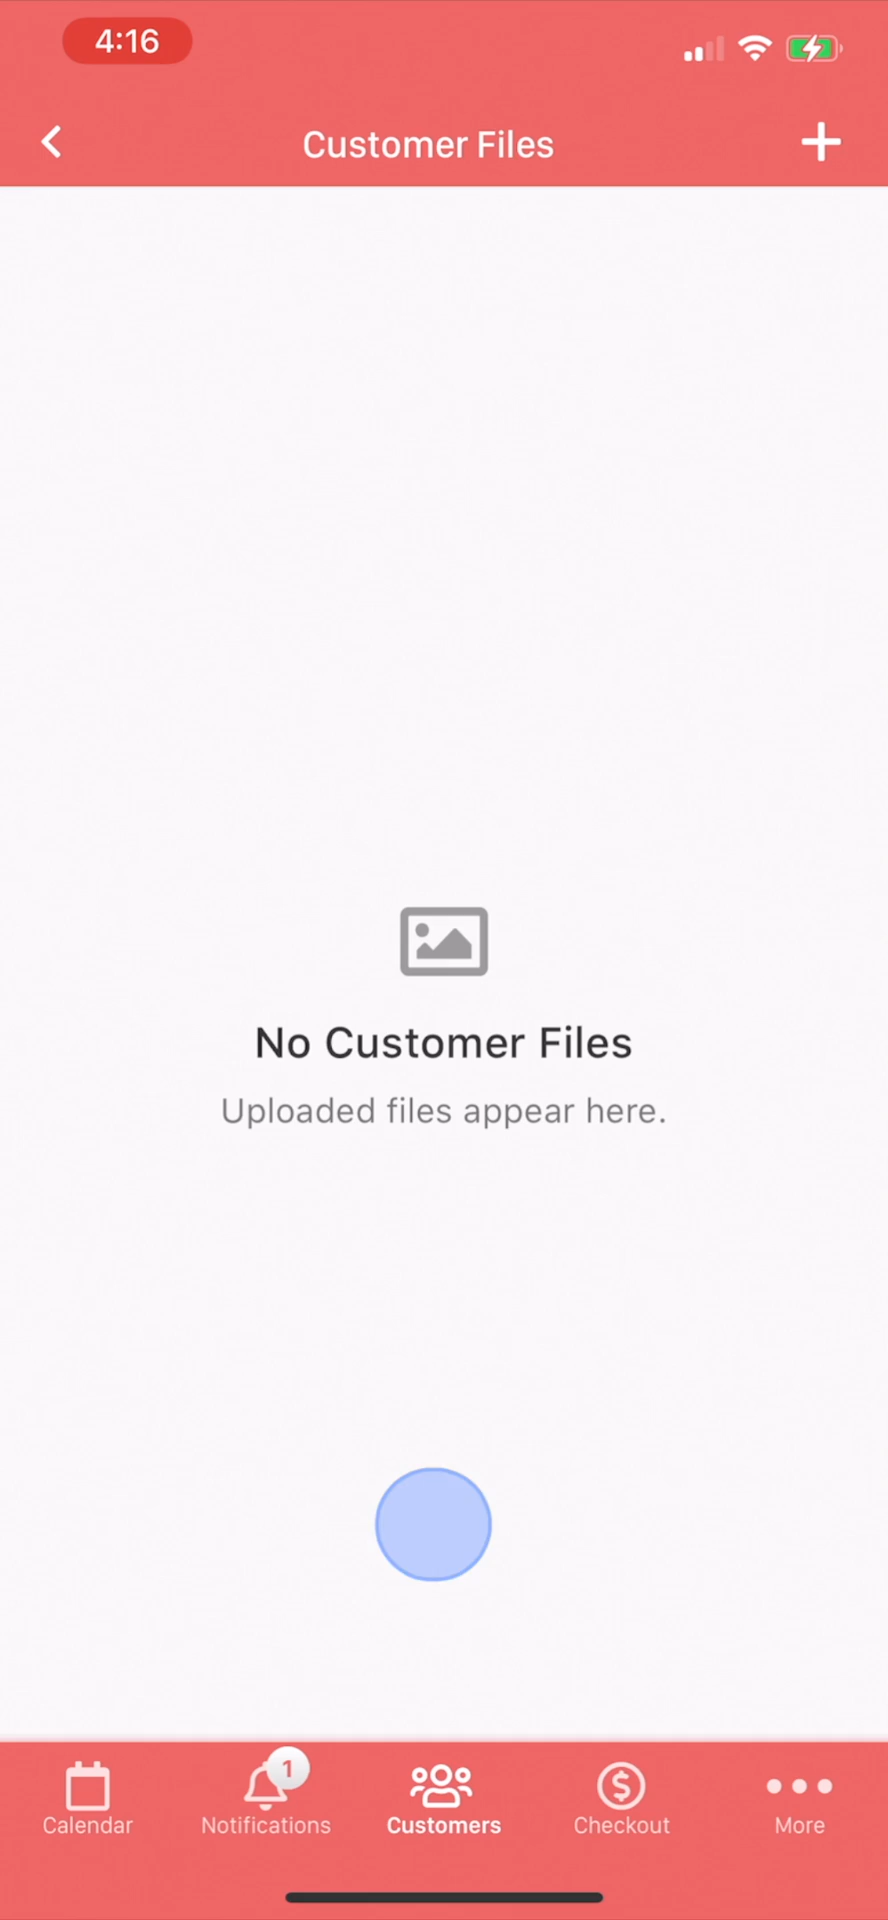 4:16
Customer Files
No Customer Files
Uploaded files appear here.
1
Calendar
Notifications
Customers
Checkout
More